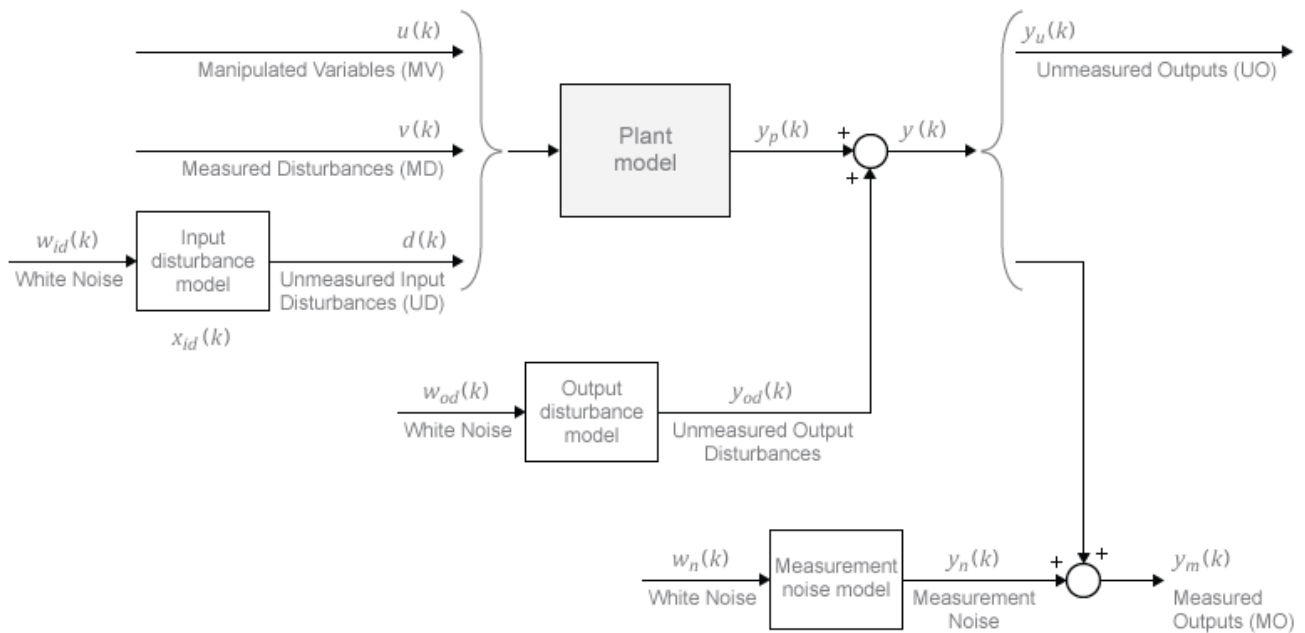 u(k)
Manipulated Variables (MV)
v(k)
Measured Disturbances (MD)
w_id(k)
White Noise
Input
disturbance
model
x_id(k)
d(k)
Unmeasured Input
Disturbances (UD)
Plant
model
y_p(k)
+
+
y(k)
y_u(k)
Unmeasured Outputs (UO)
w_od(k)
White Noise
Output
disturbance
model
y_od(k)
Unmeasured Output
Disturbances
w_n(k)
White Noise
Measurement
noise model
y_n(k)
Measurement
Noise
+
+
y_m(k)
Measured
Outputs (MO)